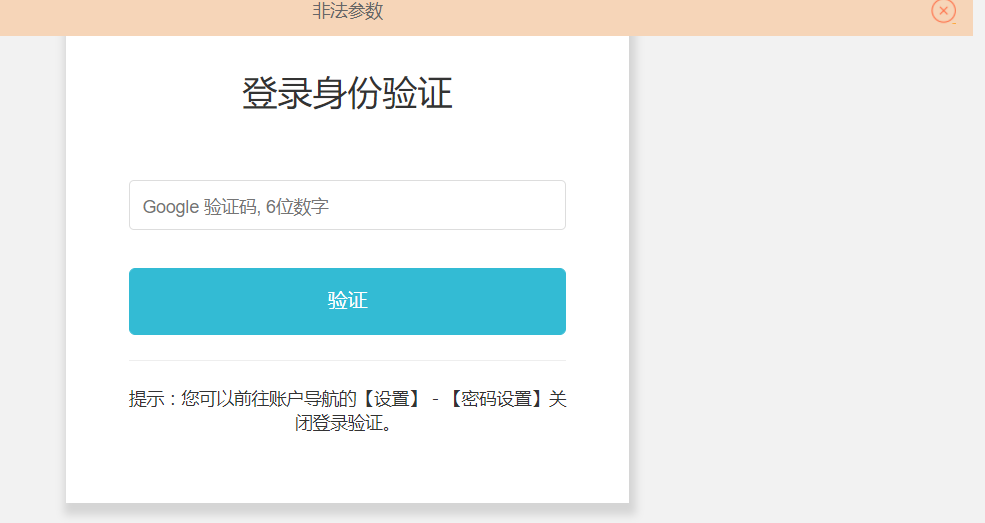 非法参数
登录身份验证
Google 验证码, 6位数字
验证
提示：您可以前往账户导航的【设置】 - 【密码设置】关
闭登录验证。